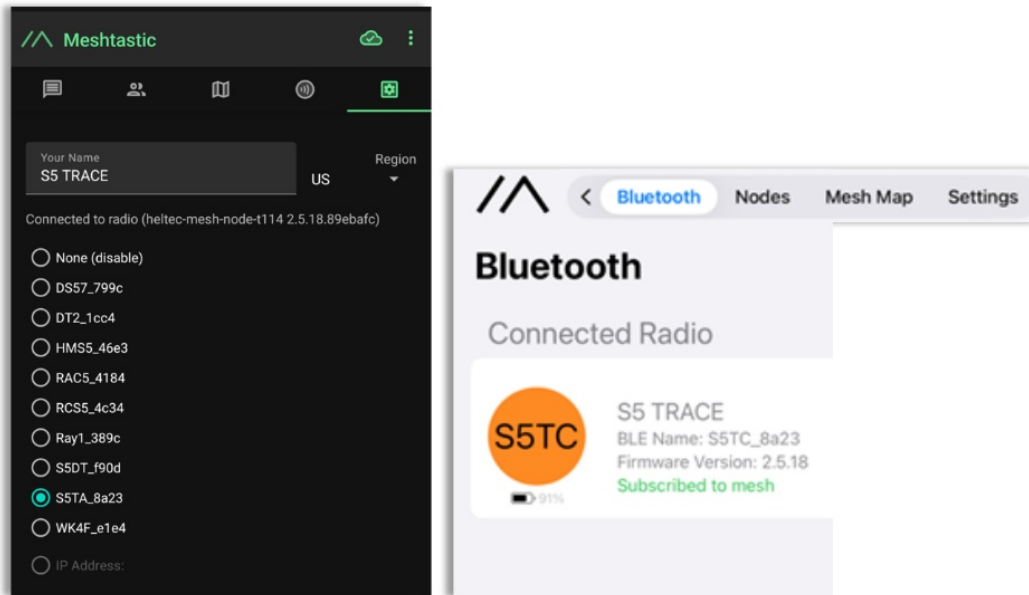 Meshtastic
Your Name
S5 TRACE
US
Region
Connected to radio (heltec-mesh-node-t114 2.5.18.89ebafc)
None (disable)
DS57_799c
DT2_1cc4
HMS5_46e3
RAC5_4184
RCS5_4c34
Ray1_389c
S5DT_f90d
S5TA_8a23
WK4F_e1e4
IP Address:
Bluetooth Nodes Mesh Map Settings
Bluetooth
Connected Radio
S5TC
91%
S5 TRACE
BLE Name: S5TC_8a23
Firmware Version: 2.5.18
Subscribed to mesh